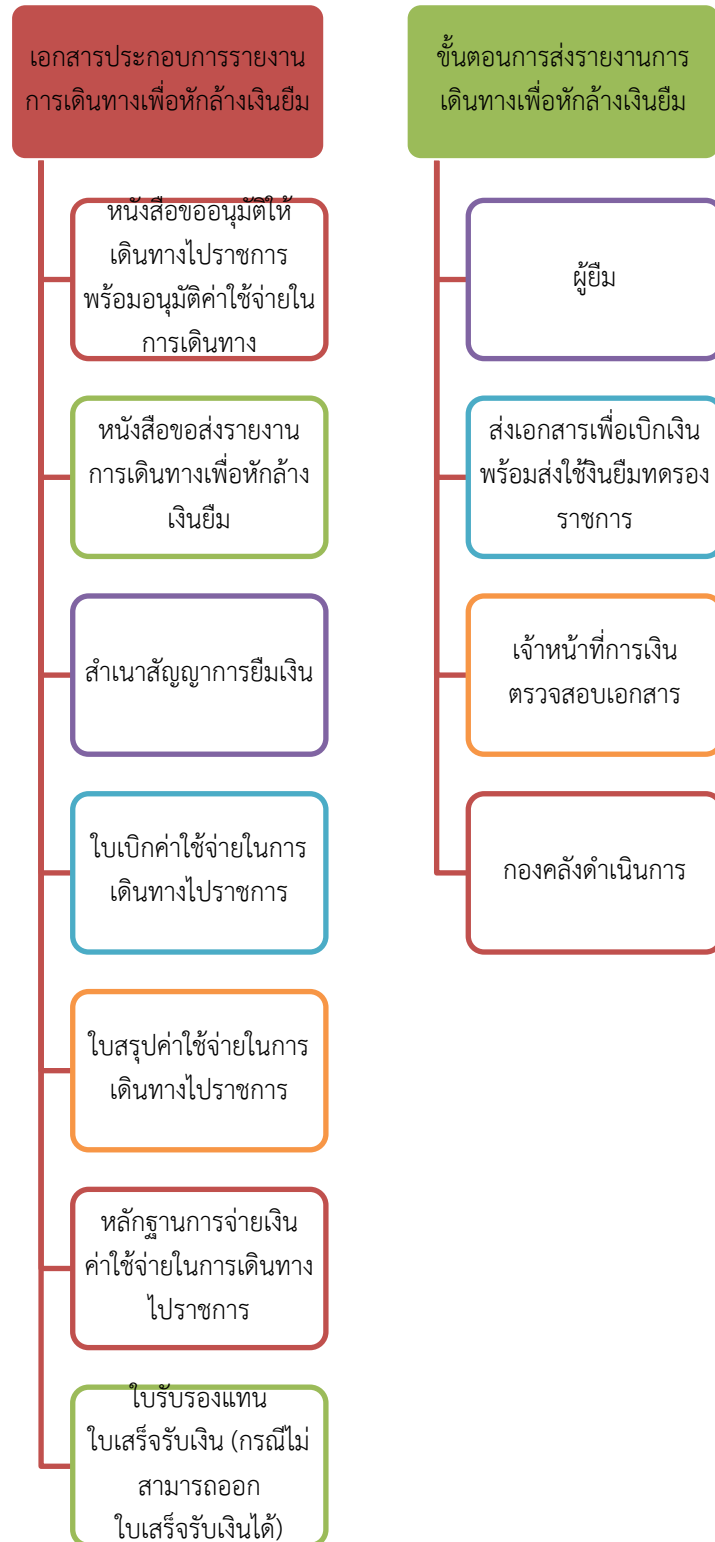 เอกสารประกอบการรายงาน
การเดินทางเพื่อหักล้างเงินยืม
หนังสือขออนุมัติให้
เดินทางไปราชการ
พร้อมอนุมัติค่าใช้จ่ายใน
การเดินทาง
หนังสือขอส่งรายงาน
การเดินทางเพื่อหักล้าง
เงินยืม
สำเนาสัญญาการยืมเงิน
ใบเบิกค่าใช้จ่ายในการ
เดินทางไปราชการ
ใบสรุปค่าใช้จ่ายในการ
เดินทางไปราชการ
หลักฐานการจ่ายเงิน
ค่าใช้จ่ายในการเดินทาง
ไปราชการ
ใบรับรองแทน
ใบเสร็จรับเงิน (กรณีไม่
สามารถออก
ใบเสร็จรับเงินได้)
ขั้นตอนการส่งรายงานการ
เดินทางเพื่อหักล้างเงินยืม
ผู้ยืม
ส่งเอกสารเพื่อเบิกเงิน
พร้อมส่งใช้งินยืมทดรอง
ราชการ
เจ้าหน้าที่การเงิน
ตรวจสอบเอกสาร
กองคลังดำเนินการ